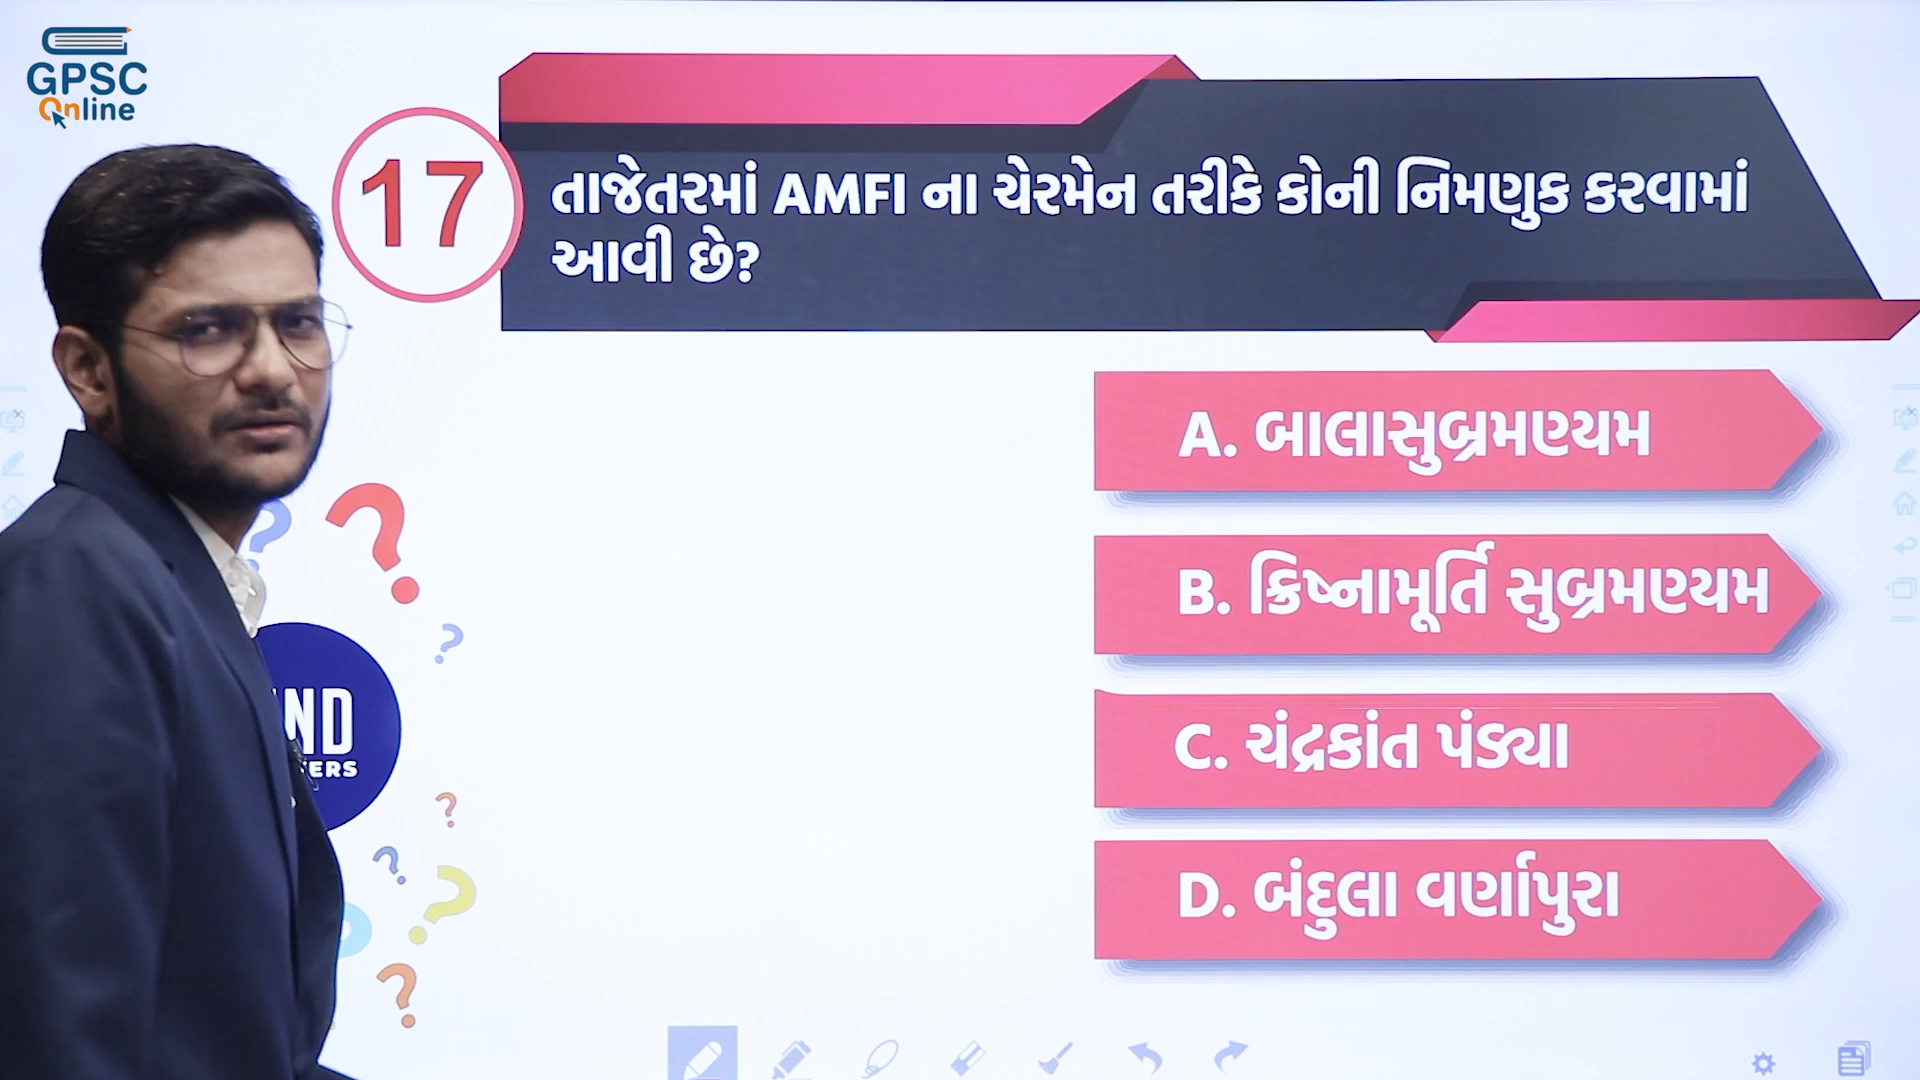 GPSC
Online
17
તાજેતરમાં AMFI ના ચેરમેન તરીકે કોની નિમણુક કરવામાં
આવી છે?
A. બાલાસુબ્રમણ્યમ
B. ક્રિષ્નામૂર્તિ સુબ્રમણ્યમ
C. ચંદ્રકાંત પંડ્યા
D. બંદુલા વર્ણાપુરા